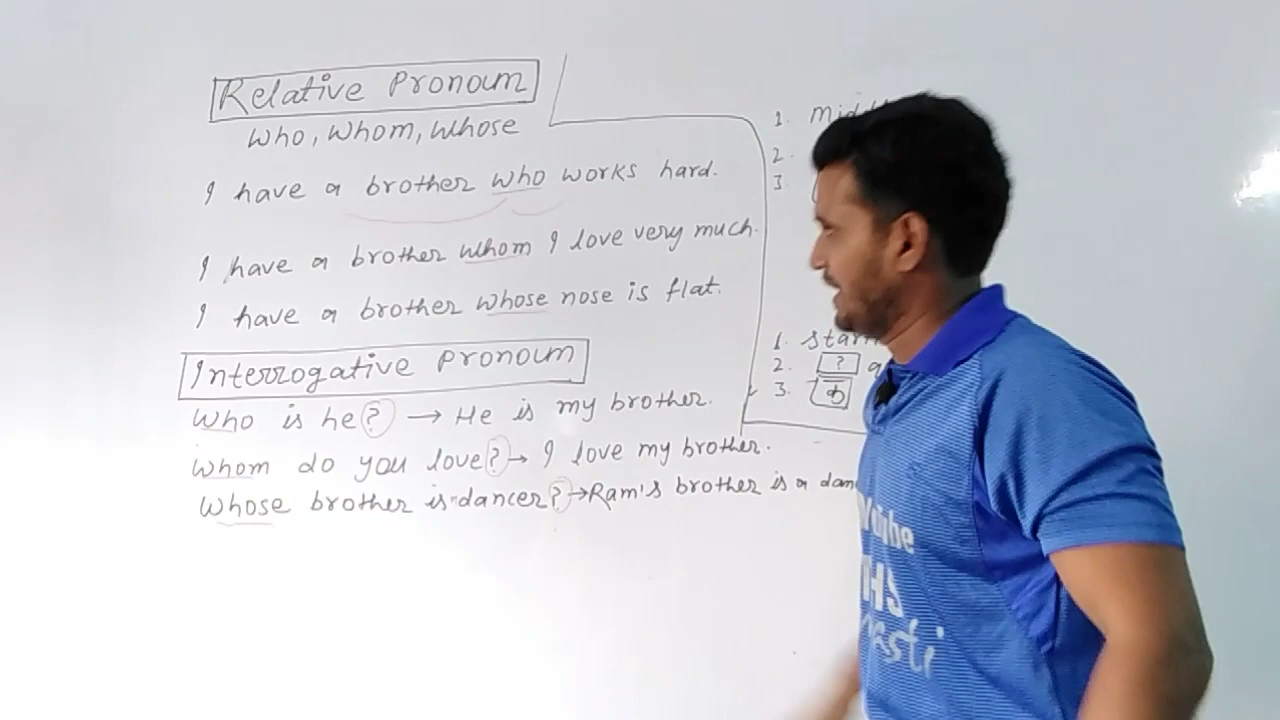 Relative Pronoun
Who, Whom, Whose
I have a brother who works hard.
I have a brother whom I love very much.
I have a brother whose nose is flat.
Interrogative Pronoun
Who is he? → He is my brother.
Whom do you love? → I love my brother.
Whose brother is dancer? → Ram's brother is a
1.
2.
3.
1.
2. ?
3.